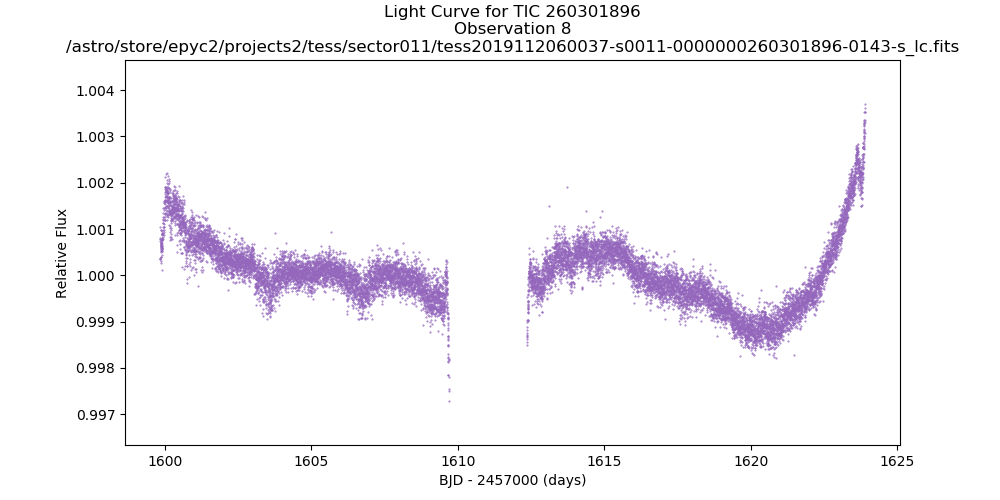 Light Curve for TIC 260301896
Observation 8
/astro/store/epyc2/projects2/tess/sector011/tess2019112060037-s0011-0000000260301896-0143-s_lc.fits
1.004
1.003
1.002
1.001
1.000
0.999
0.998
0.997
Relative Flux
1600
1605
1610
1615
1620
1625
BJD - 2457000 (days)